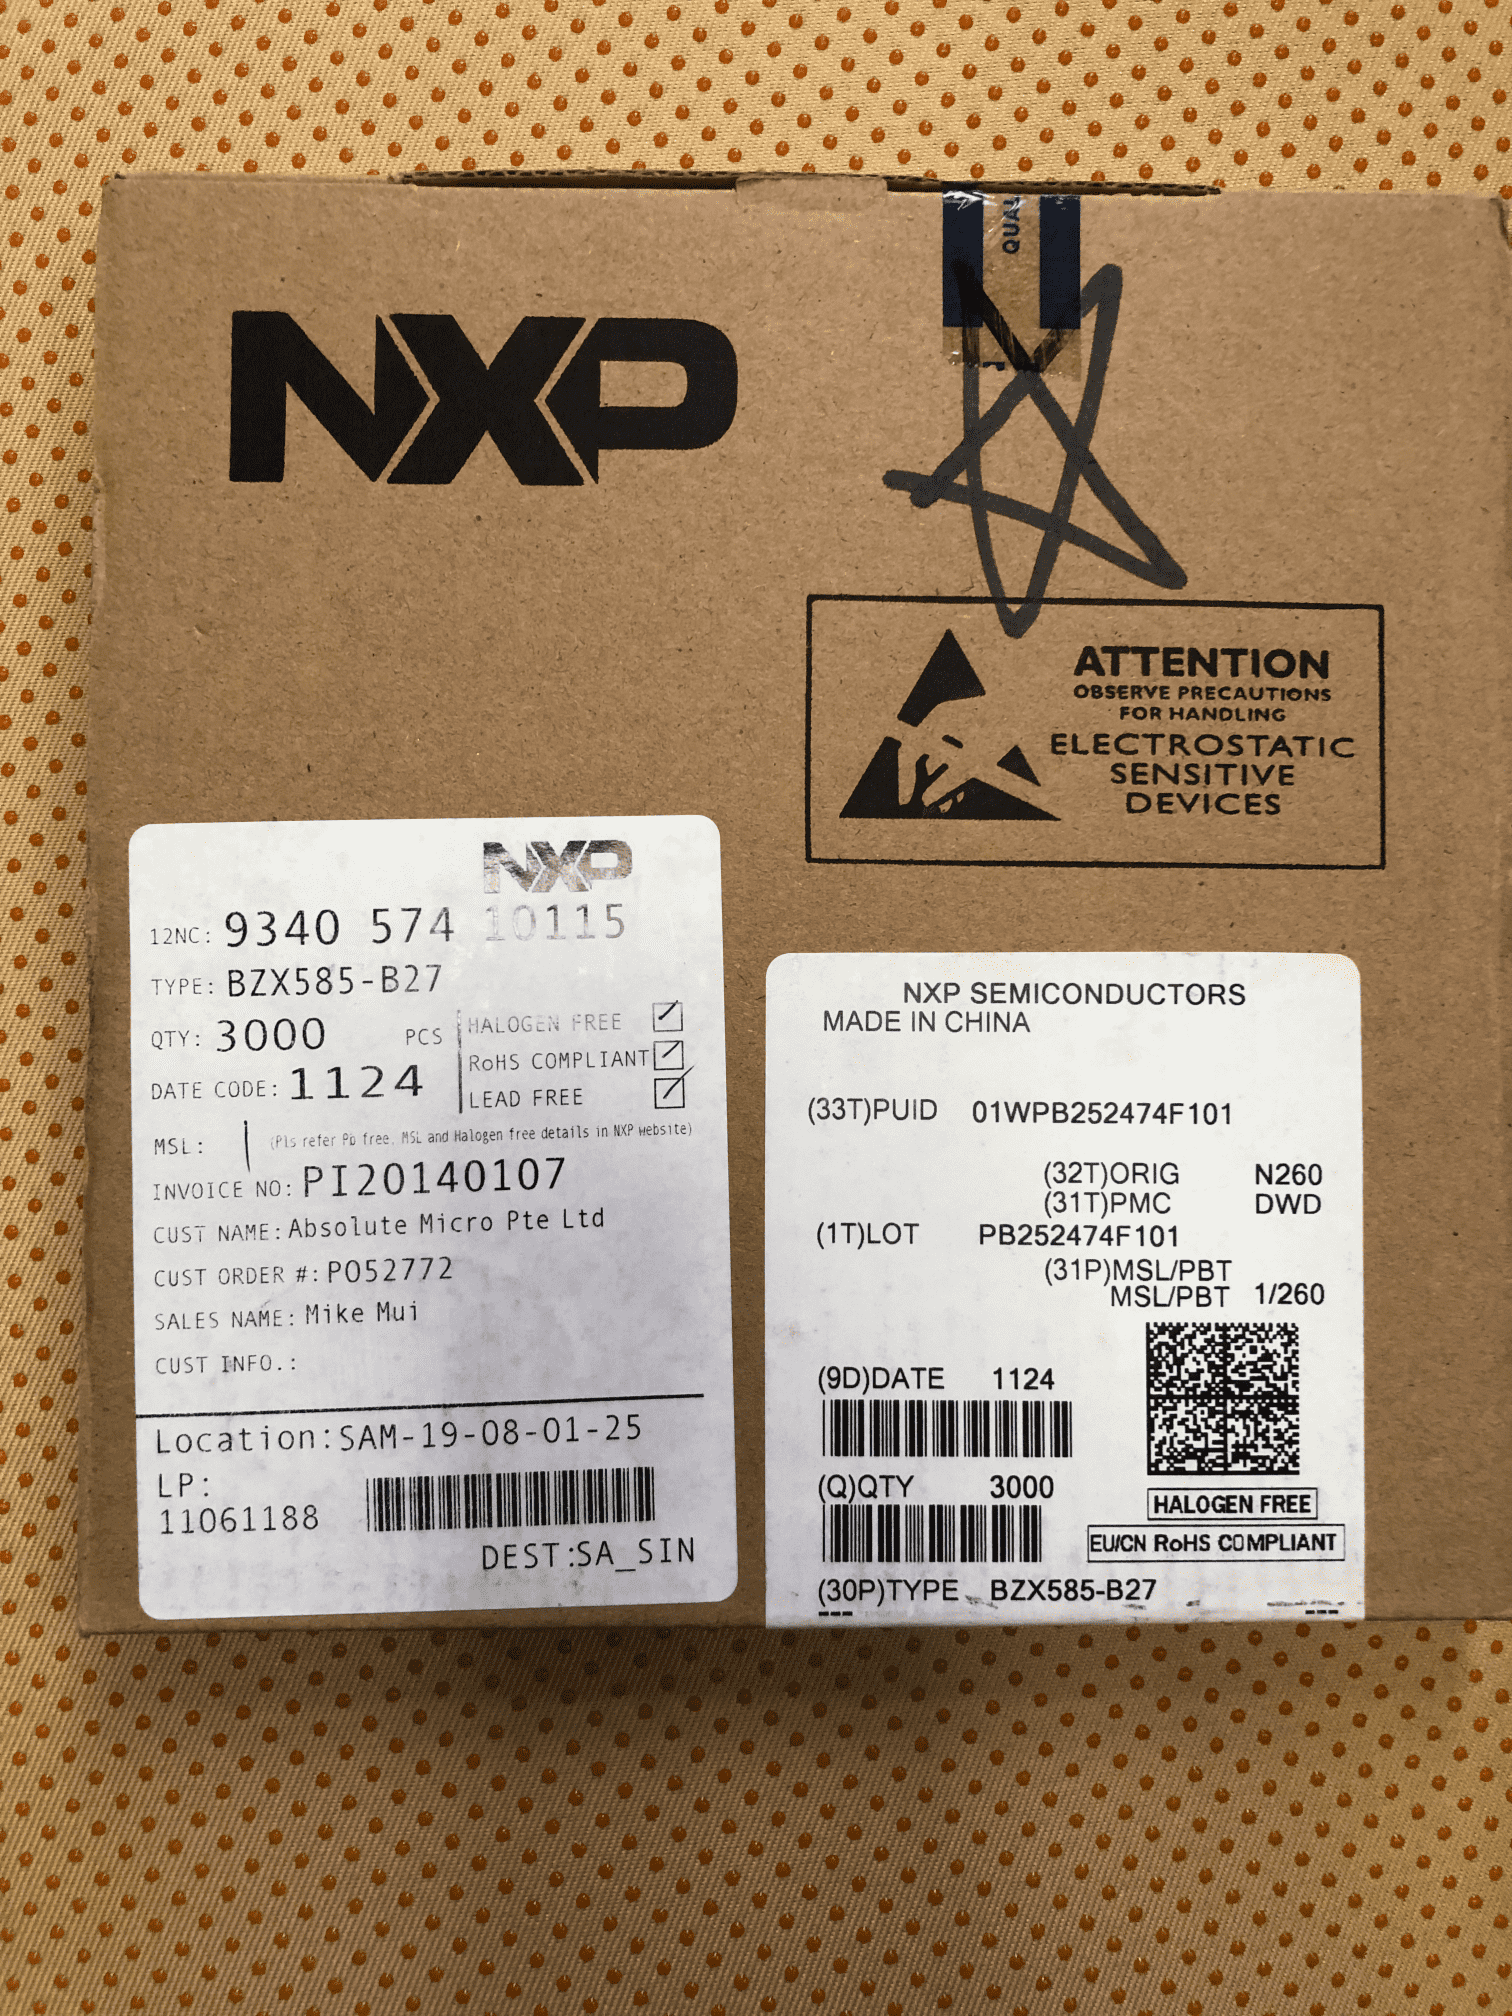 QUAL
NXP
ATTENTION
OBSERVE PRECAUTIONS
FOR HANDLING
ELECTROSTATIC
SENSITIVE
DEVICES
NXP
12NC: 9340 574 10115
TYPE: BZX585-B27
QTY: 3000 PCS
HALOGEN FREE
RoHS COMPLIANT
DATE CODE: 1124
LEAD FREE
MSL: (Pls refer Pb free, MSL and Halogen free details in NXP website)
INVOICE NO: PI20140107
CUST NAME: Absolute Micro Pte Ltd
CUST ORDER #: PO52772
SALES NAME: Mike Mui
CUST INFO.:
Location:SAM-19-08-01-25
LP:
11061188
DEST:SA_SIN
NXP SEMICONDUCTORS
MADE IN CHINA
(33T)PUID 01WPB252474F101
(32T)ORIG N260
(31T)PMC DWD
(1T)LOT PB252474F101
(31P)MSL/PBT
MSL/PBT 1/260
(9D)DATE 1124
(Q)QTY 3000
HALOGEN FREE
EU/CN RoHS COMPLIANT
(30P)TYPE BZX585-B27